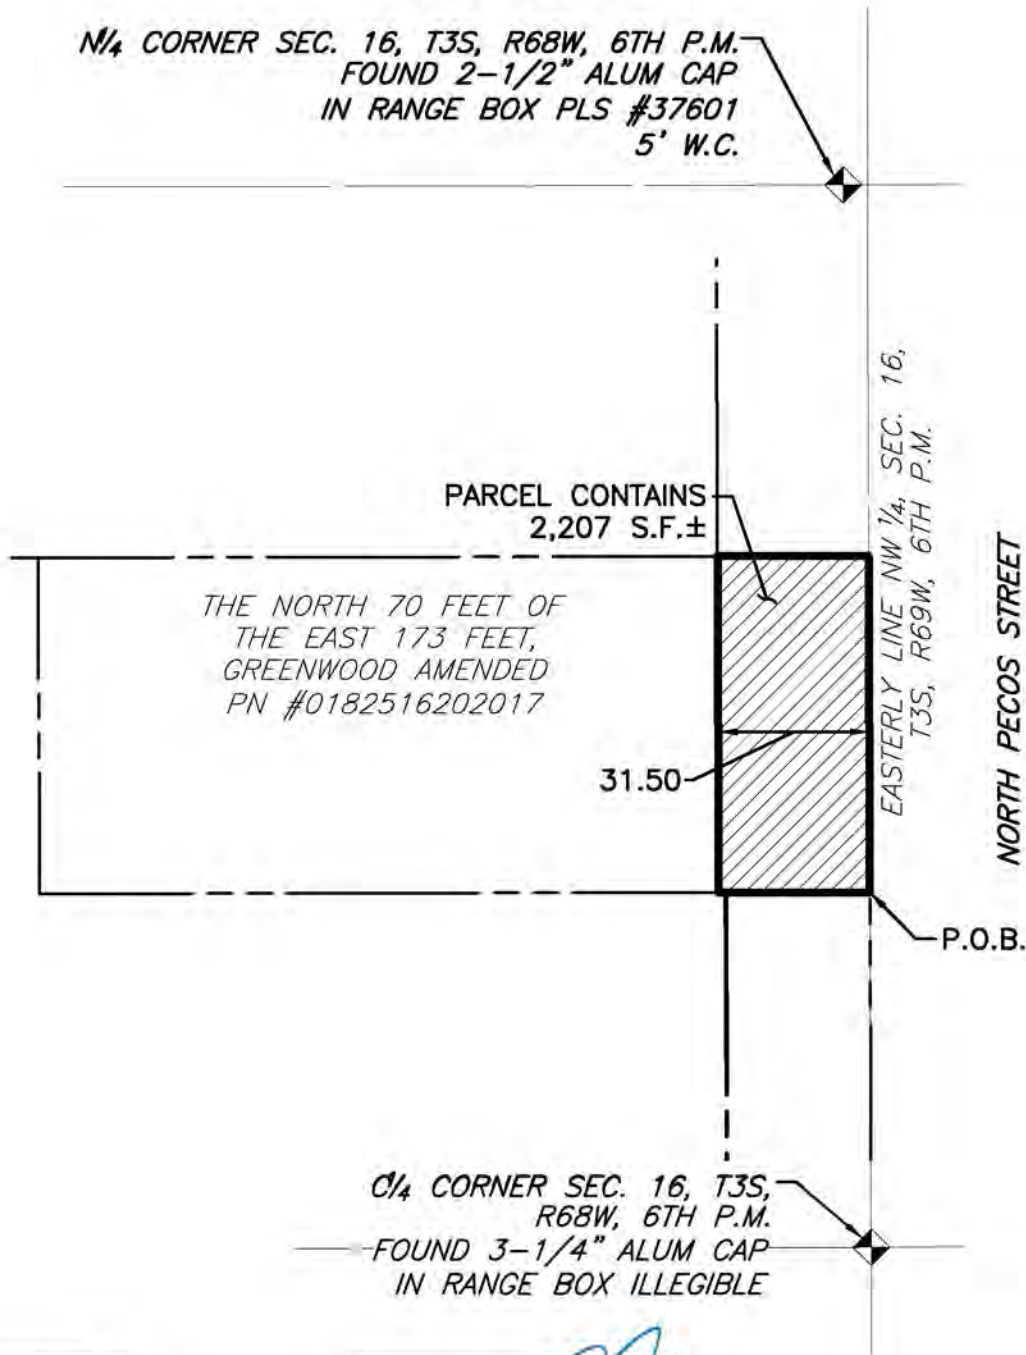 N1/4 CORNER SEC. 16, T3S, R68W, 6TH P.M.
FOUND 2-1/2" ALUM CAP
IN RANGE BOX PLS #37601
5' W.C.
EASTERLY LINE NW 1/4, SEC. 16,
T3S, R69W, 6TH P.M.
PARCEL CONTAINS
2,207 S.F.±
THE NORTH 70 FEET OF
THE EAST 173 FEET,
GREENWOOD AMENDED
PN #0182516202017
31.50
NORTH PECOS STREET
P.O.B.
C1/4 CORNER SEC. 16, T3S,
R68W, 6TH P.M.
FOUND 3-1/4" ALUM CAP
IN RANGE BOX ILLEGIBLE